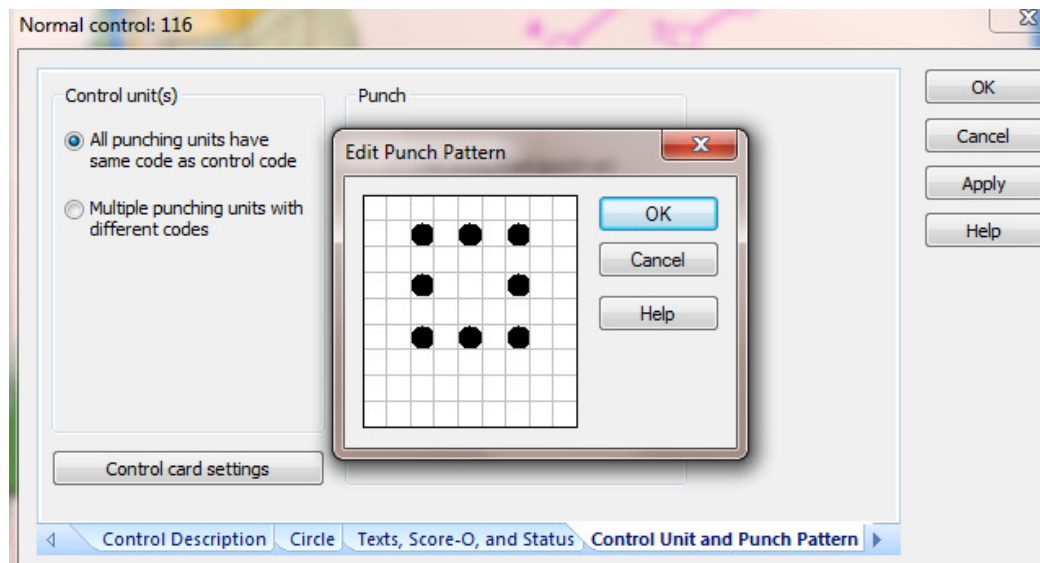 Normal control: 116
Control unit(s)
All punching units have
same code as control code
Multiple punching units with
different codes
Control card settings
Punch
Edit Punch Pattern
OK
Cancel
Help
OK
Cancel
Apply
Help
Control Description
Circle
Texts, Score-O, and Status
Control Unit and Punch Pattern